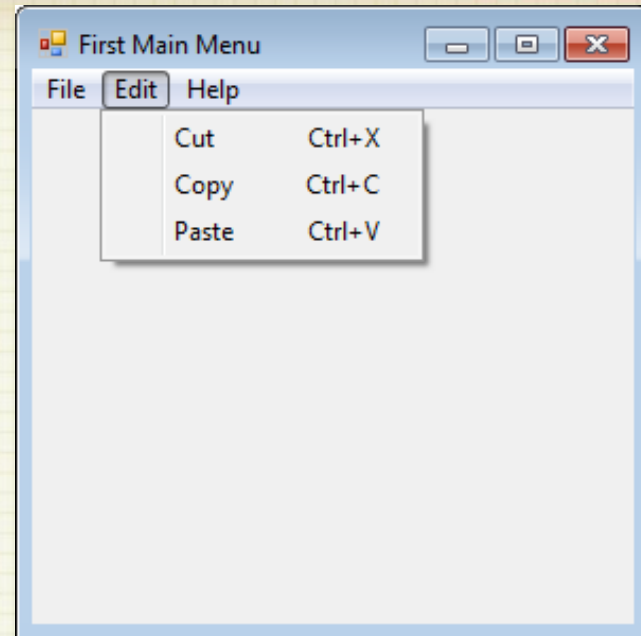 First Main Menu
File Edit Help
Cut Ctrl+X
Copy Ctrl+C
Paste Ctrl+V